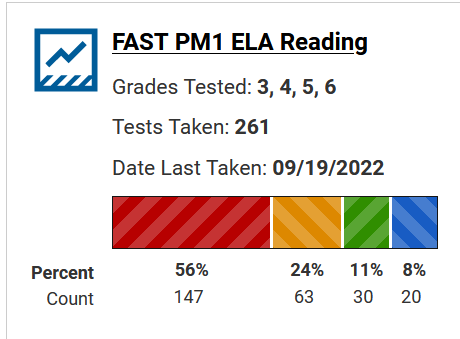 FAST PM1 ELA Reading
Grades Tested: 3, 4, 5, 6
Tests Taken: 261
Date Last Taken: 09/19/2022
Percent 56% 24% 11% 8%
Count 147 63 30 20